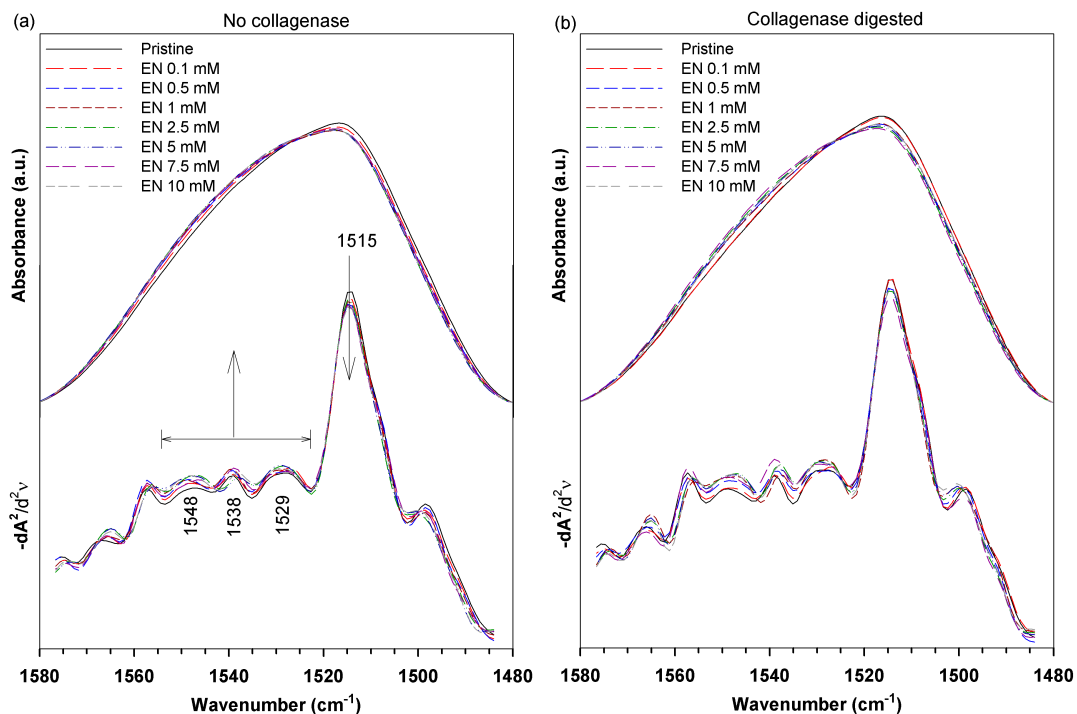 (a)
No collagenase
Pristine
EN 0.1 mM
EN 0.5 mM
EN 1 mM
EN 2.5 mM
EN 5 mM
EN 7.5 mM
EN 10 mM
Absorbance (a.u.)
1515
1548
1538
1529
-dA²/d²ν
1580 1560 1540 1520 1500 1480
Wavenumber (cm⁻¹)
(b)
Collagenase digested
Pristine
EN 0.1 mM
EN 0.5 mM
EN 1 mM
EN 2.5 mM
EN 5 mM
EN 7.5 mM
EN 10 mM
Absorbance (a.u.)
-dA²/d²ν
1580 1560 1540 1520 1500 1480
Wavenumber (cm⁻¹)